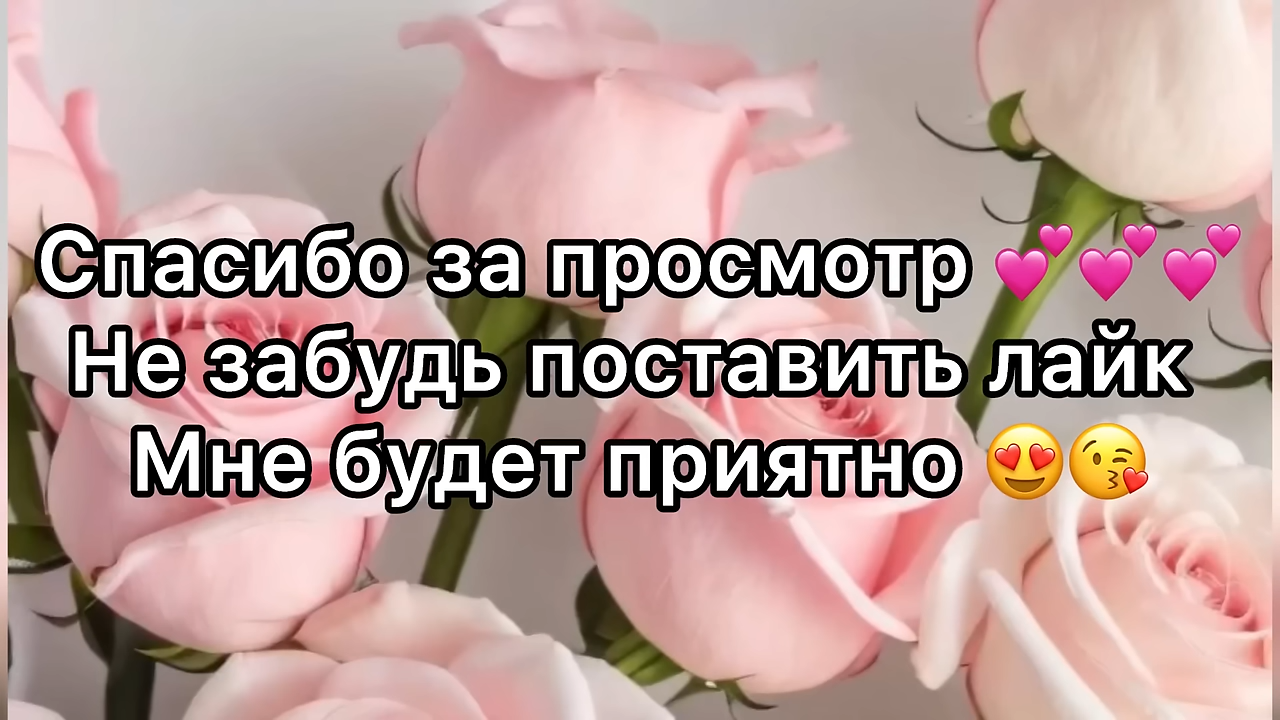 Спасибо за просмотр 💕💕💕
Не забудь поставить лайк
Мне будет приятно 😍😘